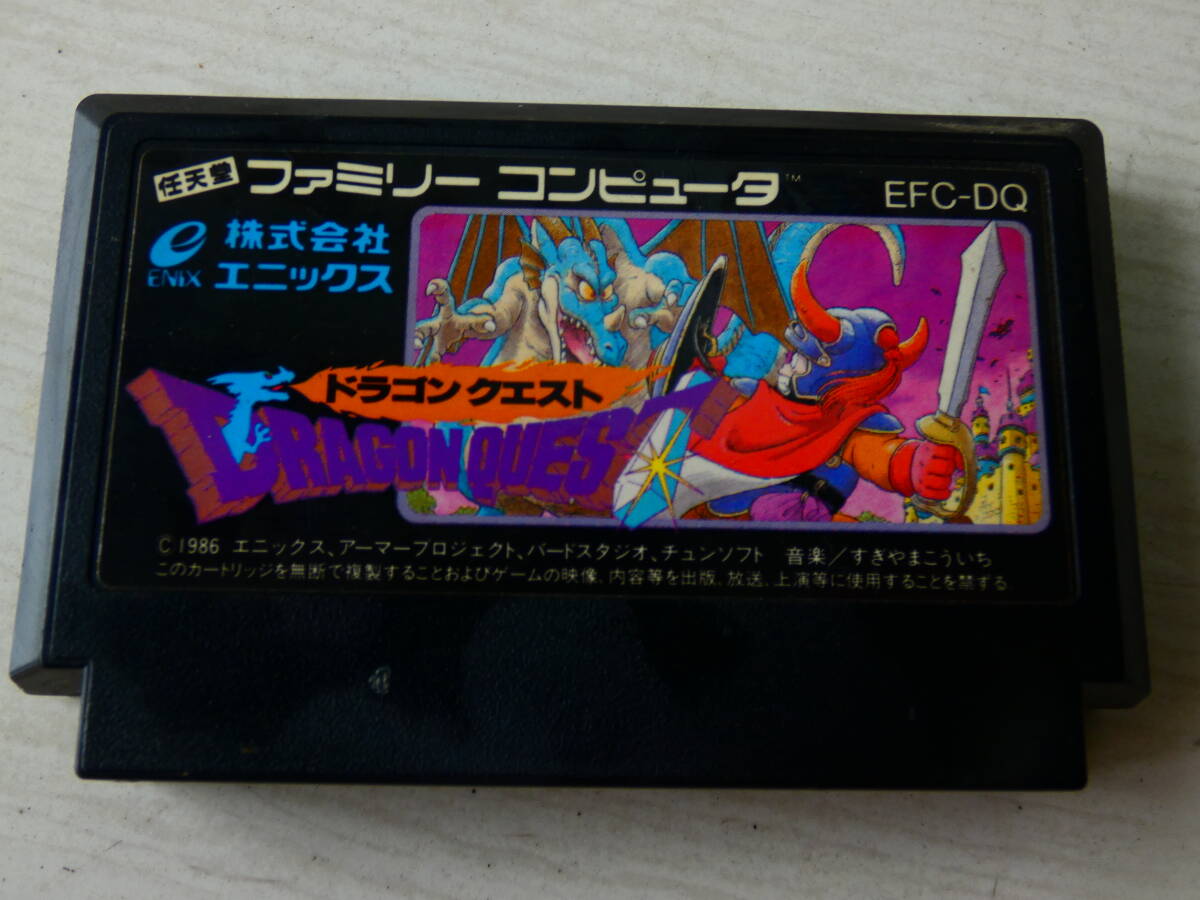 任天堂 ファミリー コンピュータ™ EFC-DQ
株式会社
ENIX エニックス
ドラゴン クエスト
DRAGON QUEST
© 1986 エニックス、アーマープロジェクト、バードスタジオ、チュンソフト 音楽／すぎやまこういち
このカートリッジを無断で複製することおよびゲームの映像、内容等を出版、放送、上演等に使用することを禁ずる